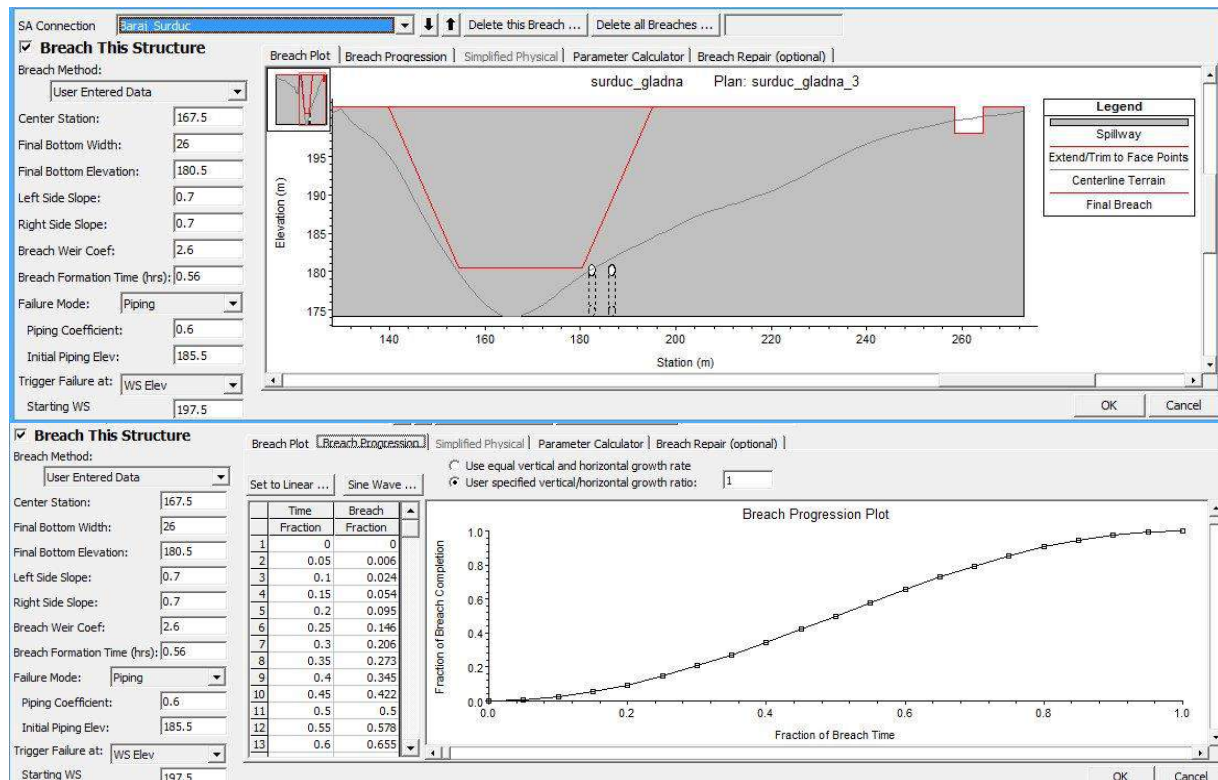 SA Connection Baraj_Surduc Delete this Breach ... Delete all Breaches ...
Breach This Structure
Breach Method:
User Entered Data
Center Station: 167.5
Final Bottom Width: 26
Final Bottom Elevation: 180.5
Left Side Slope: 0.7
Right Side Slope: 0.7
Breach Weir Coef: 2.6
Breach Formation Time (hrs): 0.56
Failure Mode: Piping
Piping Coefficient: 0.6
Initial Piping Elev: 185.5
Trigger Failure at: WS Elev
Starting WS 197.5
Breach Plot Breach Progression Simplified Physical Parameter Calculator Breach Repair (optional)
surduc_gladna Plan: surduc_gladna_3
Elevation (m)
195
190
185
180
175
140 160 180 200 220 240 260
Station (m)
Legend
Spillway
Extend/Trim to Face Points
Centerline Terrain
Final Breach
OK Cancel
Breach This Structure
Breach Method:
User Entered Data
Center Station: 167.5
Final Bottom Width: 26
Final Bottom Elevation: 180.5
Left Side Slope: 0.7
Right Side Slope: 0.7
Breach Weir Coef: 2.6
Breach Formation Time (hrs): 0.56
Failure Mode: Piping
Piping Coefficient: 0.6
Initial Piping Elev: 185.5
Trigger Failure at: WS Elev
Starting WS 197.5
Breach Plot Breach Progression Simplified Physical Parameter Calculator Breach Repair (optional)
Use equal vertical and horizontal growth rate
User specified vertical/horizontal growth ratio: 1
Set to Linear ... Sine Wave ...
Time Breach
Fraction Fraction
1 0 0
2 0.05 0.006
3 0.1 0.024
4 0.15 0.054
5 0.2 0.095
6 0.25 0.146
7 0.3 0.206
8 0.35 0.273
9 0.4 0.345
10 0.45 0.422
11 0.5 0.5
12 0.55 0.578
13 0.6 0.655
Breach Progression Plot
Fraction of Breach Completion
1.0
0.8
0.6
0.4
0.2
0.0
0.0 0.2 0.4 0.6 0.8 1.0
Fraction of Breach Time
OK Cancel